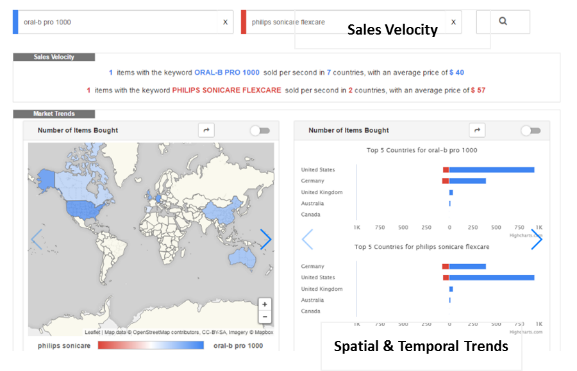 oral-b pro 1000 x
philips sonicare flexcare x
Sales Velocity
Sales Velocity
1 items with the keyword ORAL-B PRO 1000 sold per second in 7 countries, with an average price of $ 40
1 items with the keyword PHILIPS SONICARE FLEXCARE sold per second in 2 countries, with an average price of $ 57
Market Trends
Number of Items Bought
+
−
Leaflet | Map data © OpenStreetMap contributors, CC-BY-SA, Imagery © Mapbox
philips sonicare oral-b pro 1000
Number of Items Bought
Top 5 Countries for oral-b pro 1000
United States
Germany
United Kingdom
Australia
Canada
1K 750 500 250 0 250 500 750 1K
Highcharts.com
Top 5 Countries for philips sonicare flexcare
Germany
United States
United Kingdom
Australia
Canada
1K 750 500 250 0 250 500 750 1K
Highcharts.com
Spatial & Temporal Trends